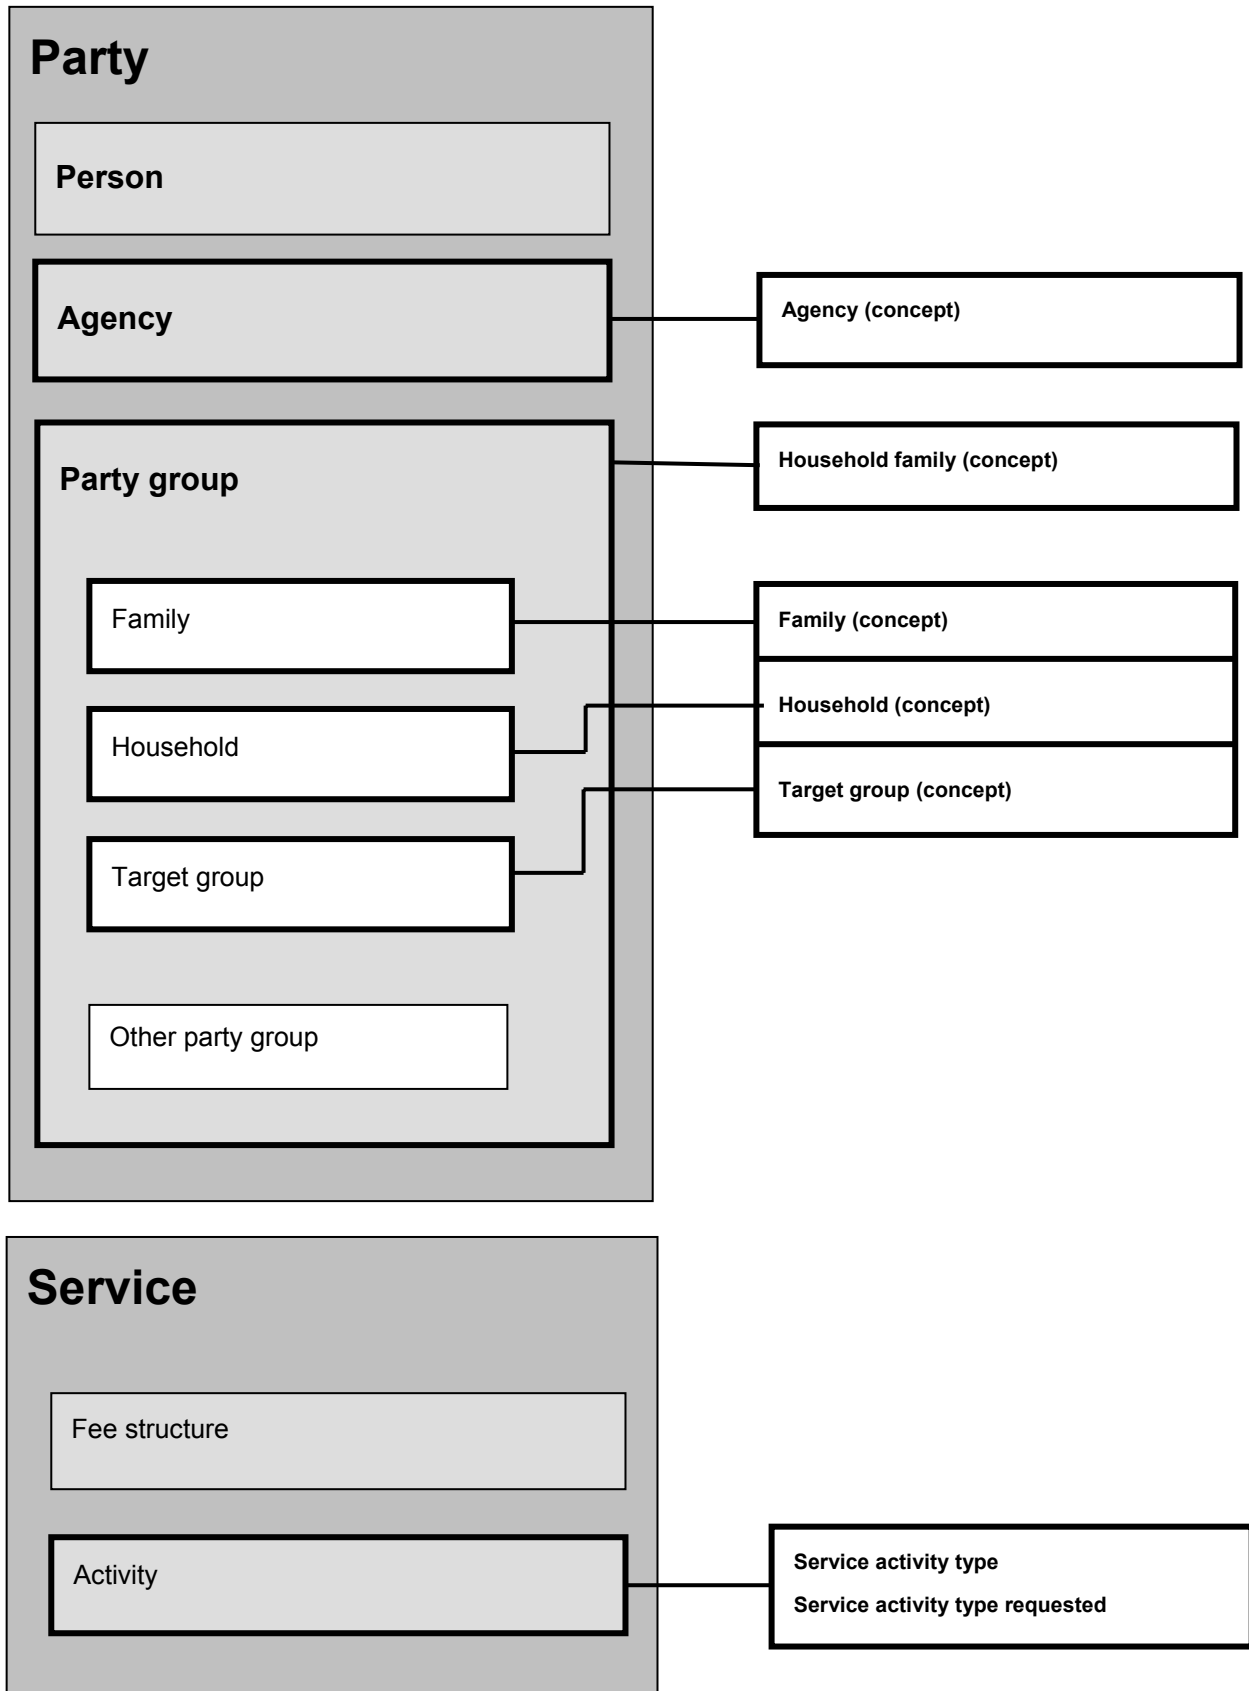 Party
Person
Agency
Agency (concept)
Party group
Household family (concept)
Family
Family (concept)
Household
Household (concept)
Target group
Target group (concept)
Other party group
Service
Fee structure
Activity
Service activity type
Service activity type requested